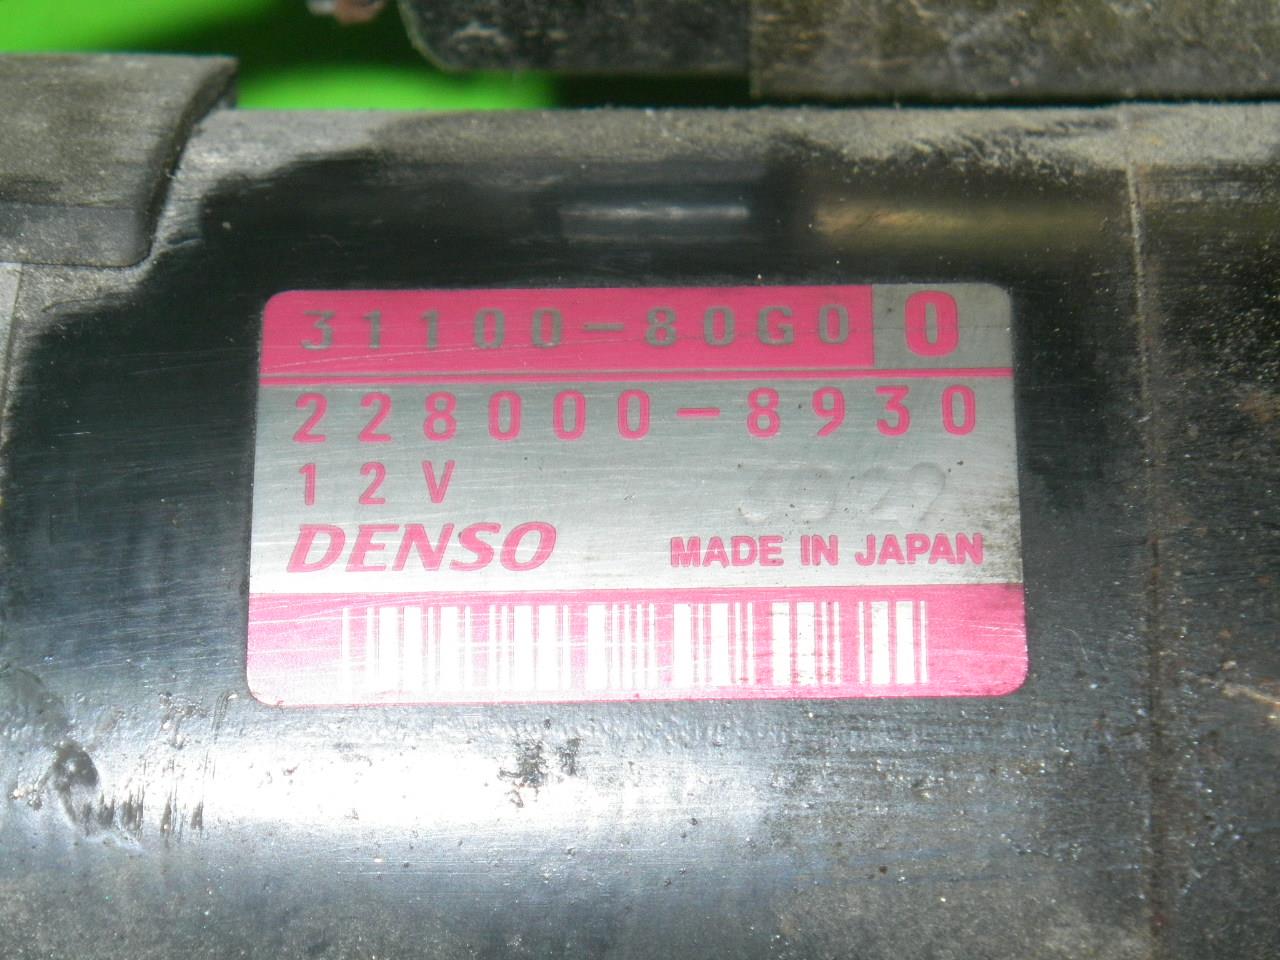 31100-80G0 0
228000-8930
12V
DENSO MADE IN JAPAN